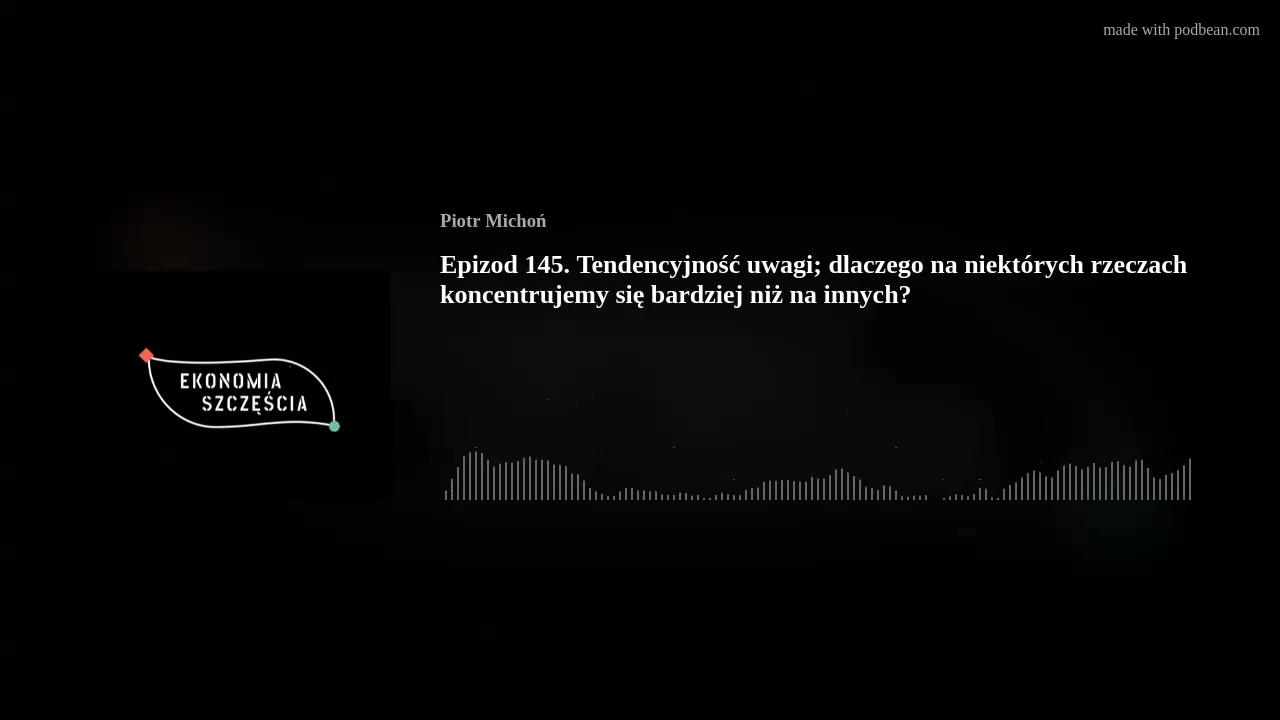 made with podbean.com
Piotr Michoń
Epizod 145. Tendencyjność uwagi; dlaczego na niektórych rzeczach
koncentrujemy się bardziej niż na innych?
EKONOMIA
SZCZĘŚCIA